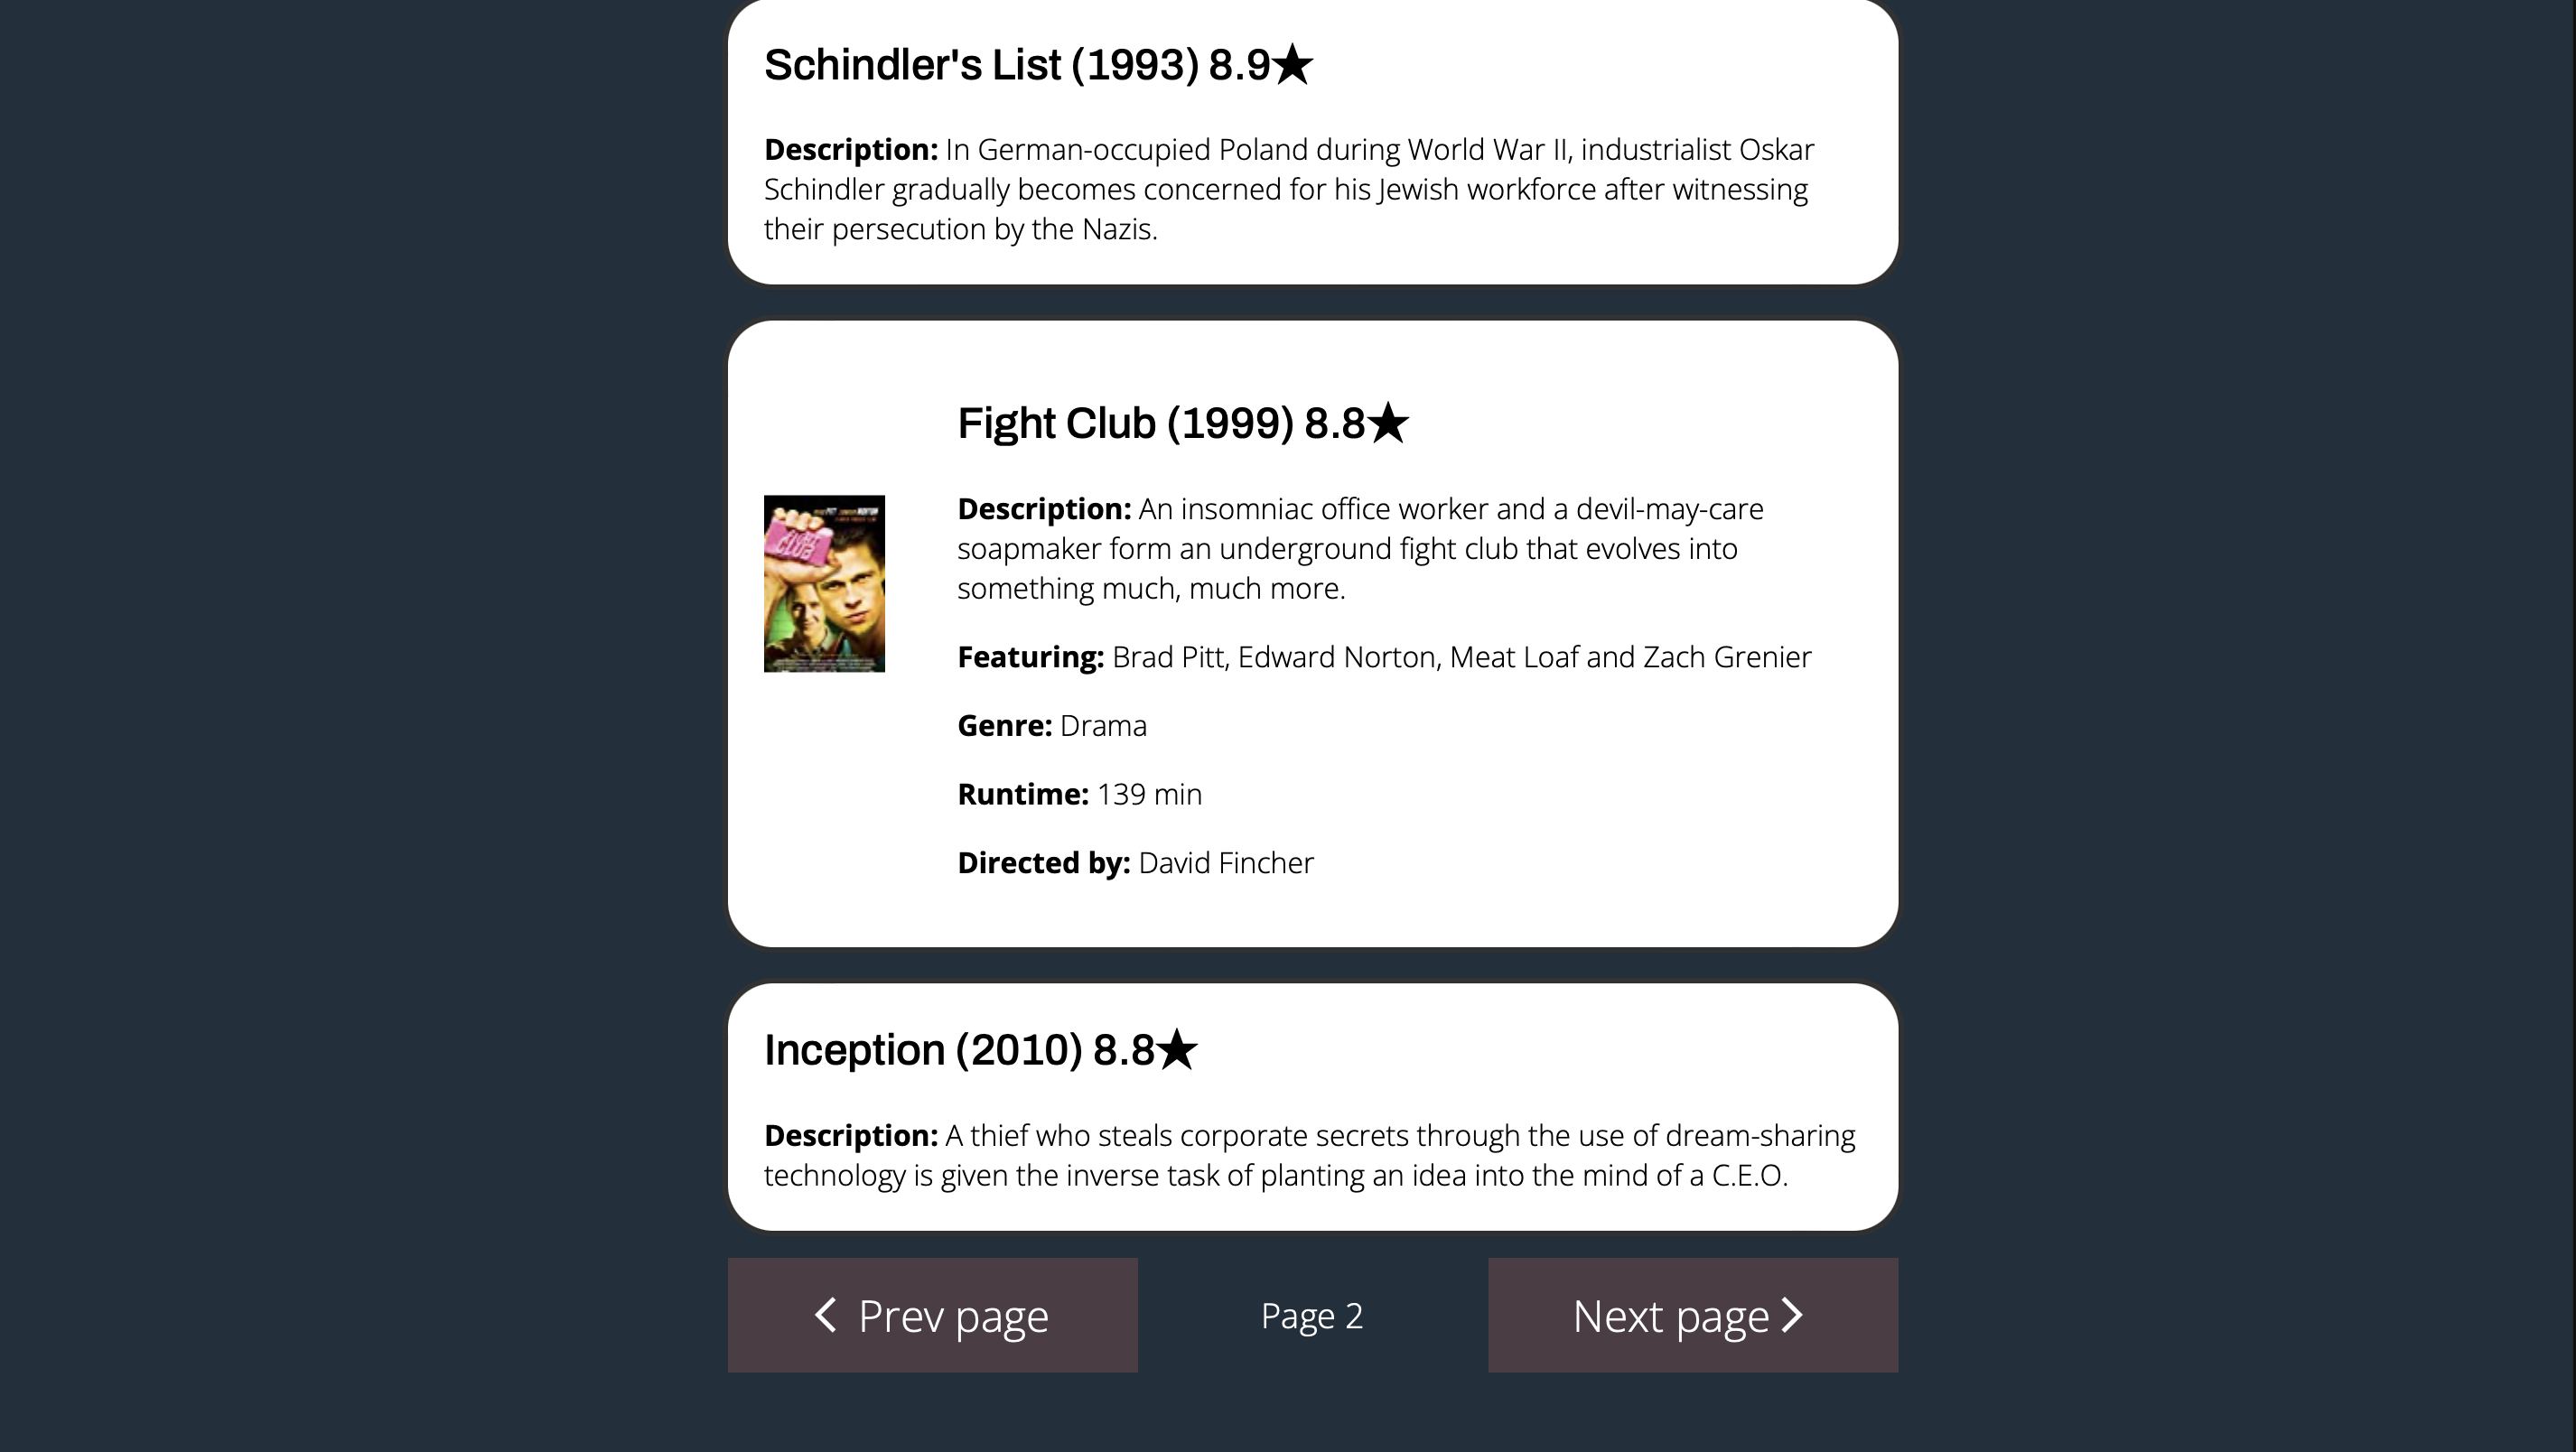 Schindler's List (1993) 8.9★
Description: In German-occupied Poland during World War II, industrialist Oskar
Schindler gradually becomes concerned for his Jewish workforce after witnessing
their persecution by the Nazis.
Fight Club (1999) 8.8★
FIGHT
CLUB
Description: An insomniac office worker and a devil-may-care
soapmaker form an underground fight club that evolves into
something much, much more.
Featuring: Brad Pitt, Edward Norton, Meat Loaf and Zach Grenier
Genre: Drama
Runtime: 139 min
Directed by: David Fincher
Inception (2010) 8.8★
Description: A thief who steals corporate secrets through the use of dream-sharing
technology is given the inverse task of planting an idea into the mind of a C.E.O.
Prev page
Page 2
Next page